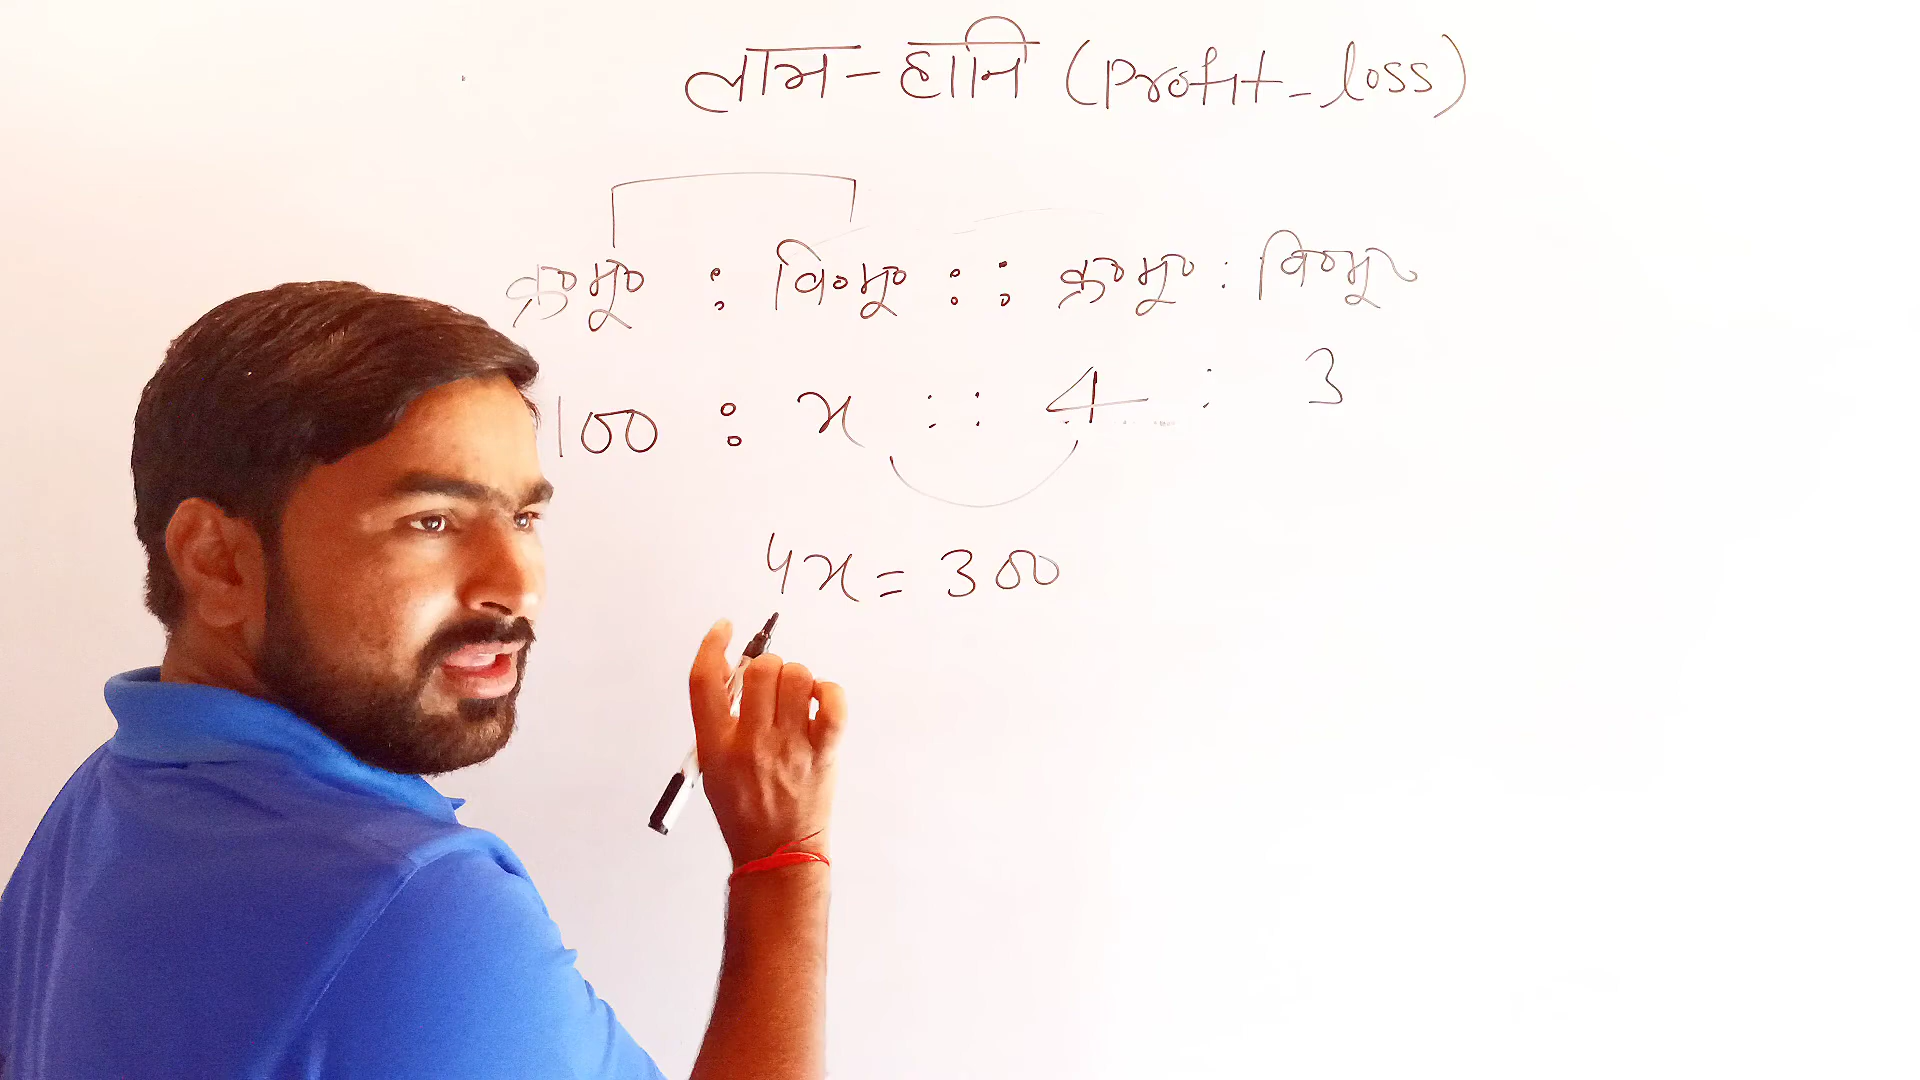 लाभ - हानि (Profit - loss)
क्र०मू० : वि०मू० :: क्र०मू० : वि०मू०
100 : x :: 4 : 3
4x = 300